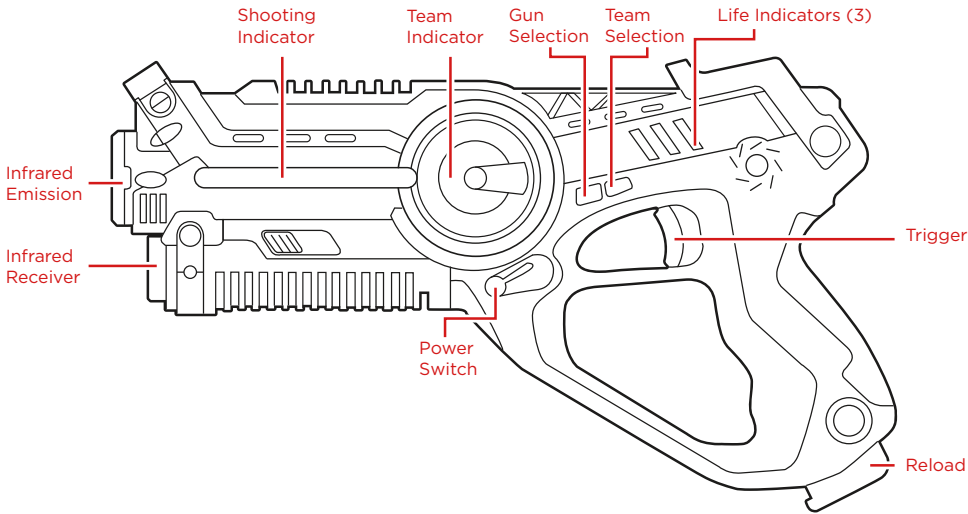 Shooting
Indicator
Team
Indicator
Gun
Selection
Team
Selection
Life Indicators (3)
Infrared
Emission
Infrared
Receiver
Trigger
Power
Switch
Reload